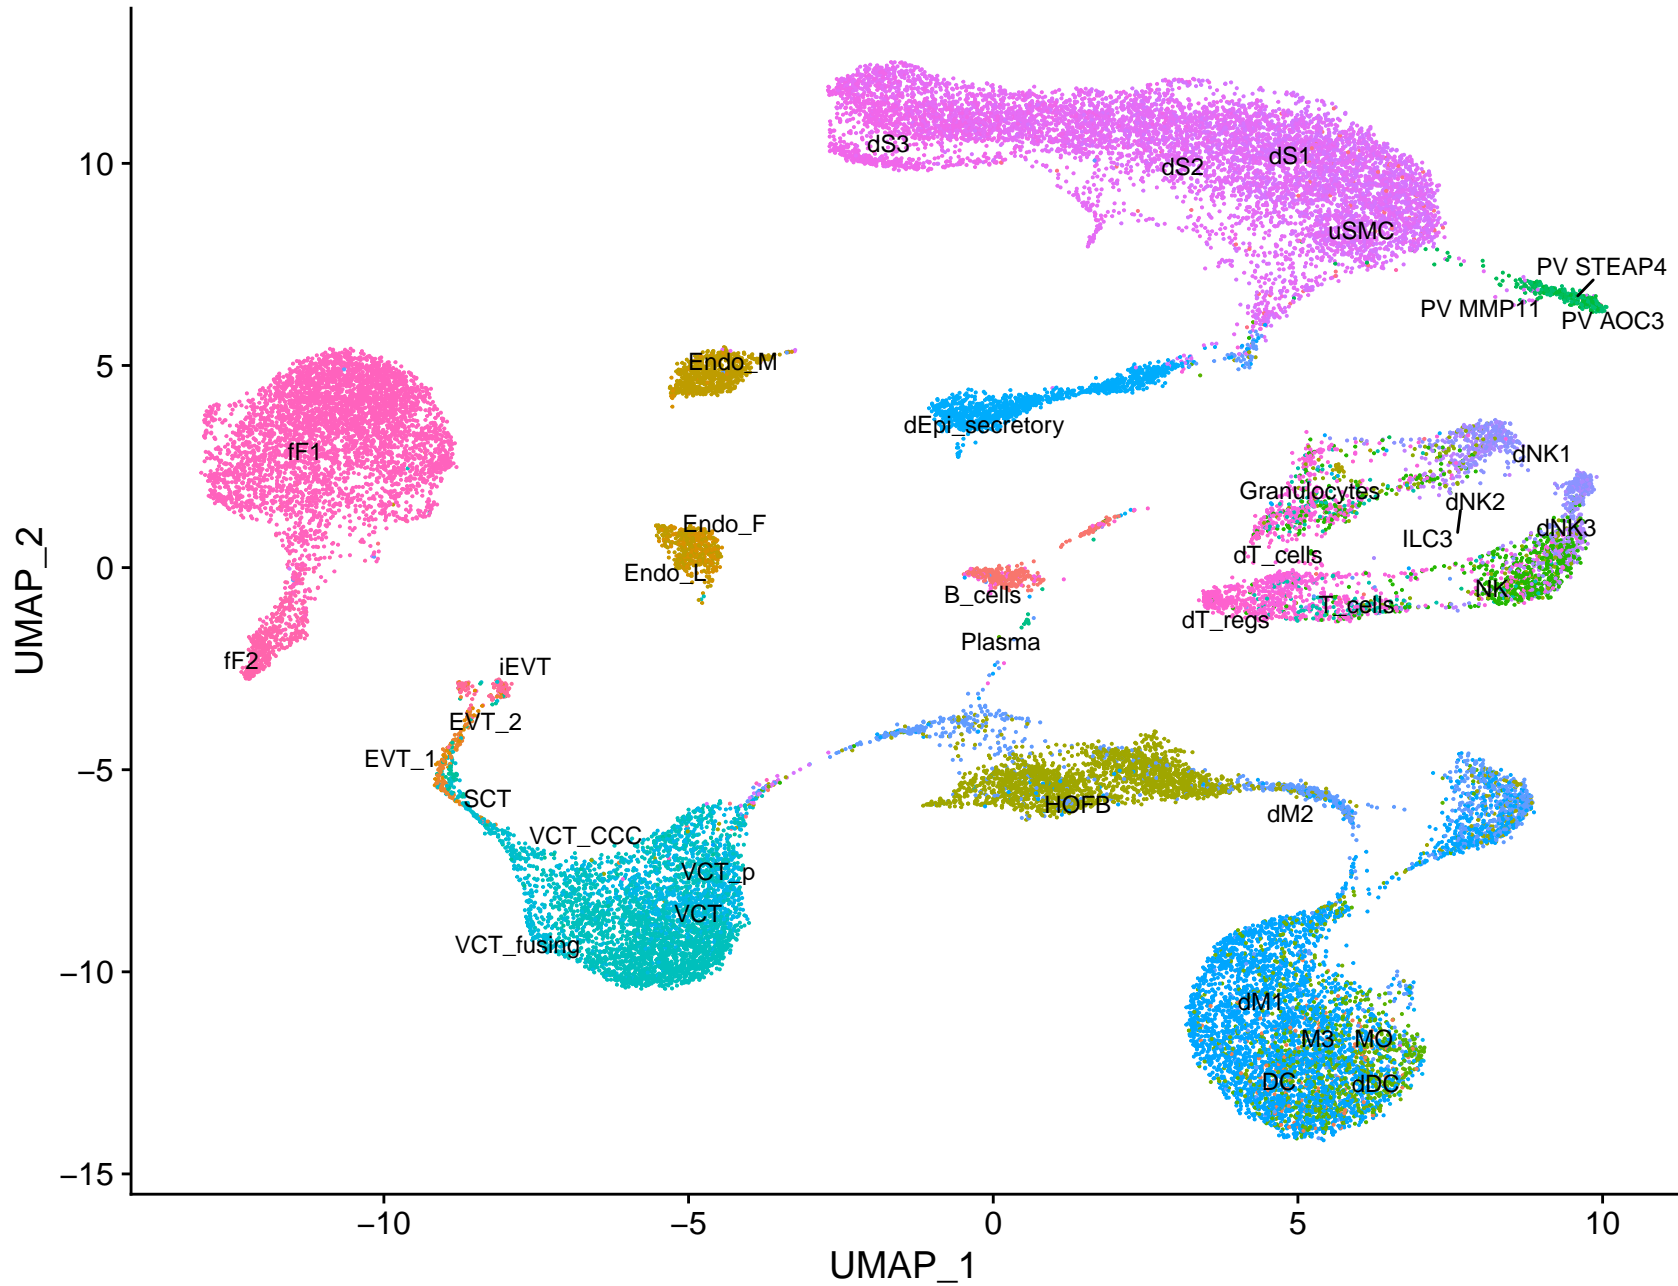 dS3
dS2
dS1
uSMC
PV STEAP4
PV MMP11
PV AOC3
Endo_M
dEpi_secretory
fF1
dNK1
Granulocytes
dNK2
Endo_F
dNK3
ILC3
dT_cells
Endo_L
B_cells
NK
T_cells
dT_regs
Plasma
fF2
iEVT
EVT_2
EVT_1
SCT
HOFB
dM2
VCT_CCC
VCT_p
VCT
VCT_fusing
dM1
M3
MO
DC
dDC
10
5
0
−5
−10
−15
UMAP_2
−10
−5
0
5
10
UMAP_1